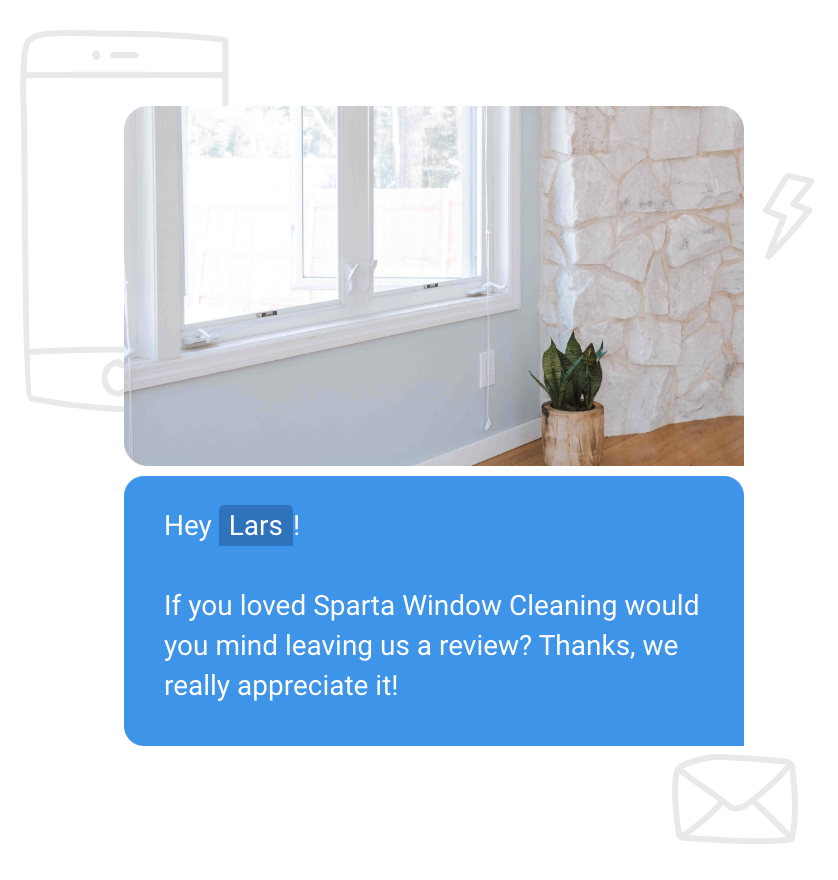 Hey Lars!
If you loved Sparta Window Cleaning would
you mind leaving us a review? Thanks, we
really appreciate it!